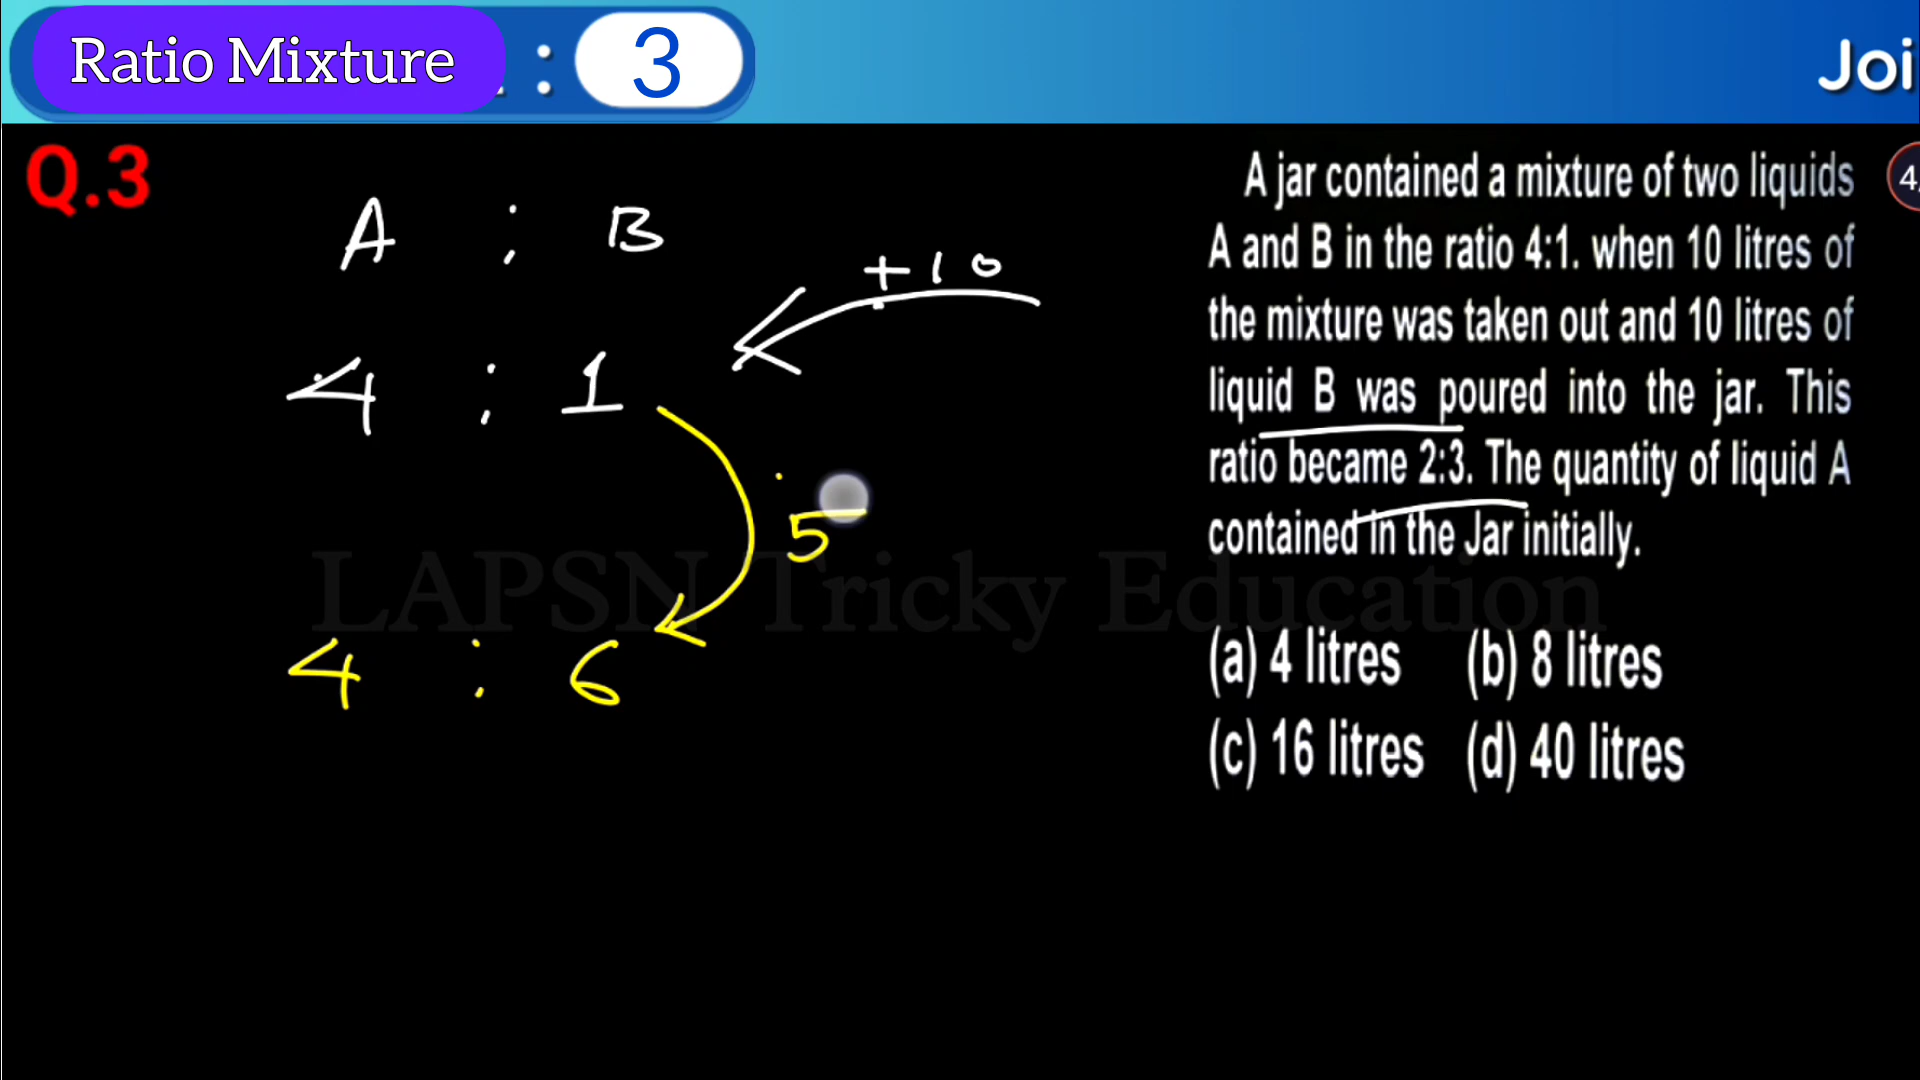 Ratio Mixture : 3
Joi
Q.3
A : B
+10
4 : 1
5
4 : 6
A jar contained a mixture of two liquids
A and B in the ratio 4:1. when 10 litres of
the mixture was taken out and 10 litres of
liquid B was poured into the jar. This
ratio became 2:3. The quantity of liquid A
contained in the Jar initially.
(a) 4 litres (b) 8 litres
(c) 16 litres (d) 40 litres
4
LAPSN Tricky Education